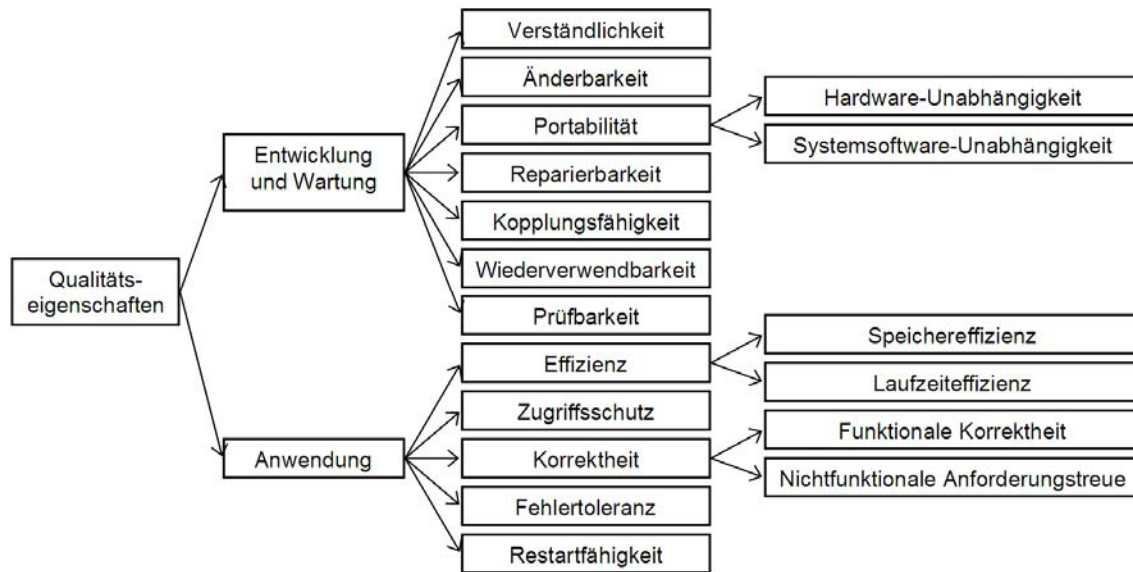 Qualitäts-
eigenschaften
Entwicklung
und Wartung
Verständlichkeit
Änderbarkeit
Portabilität
Hardware-Unabhängigkeit
Systemsoftware-Unabhängigkeit
Reparierbarkeit
Kopplungsfähigkeit
Wiederverwendbarkeit
Prüfbarkeit
Anwendung
Effizienz
Speichereffizienz
Laufzeiteffizienz
Zugriffsschutz
Korrektheit
Funktionale Korrektheit
Nichtfunktionale Anforderungstreue
Fehlertoleranz
Restartfähigkeit